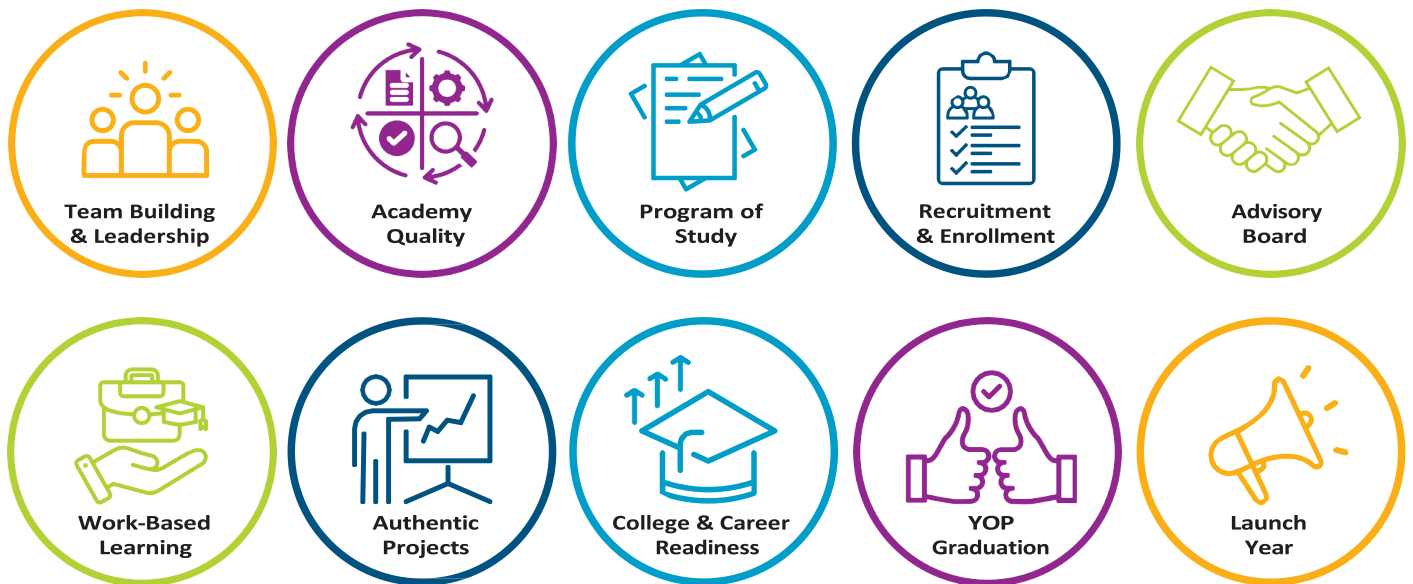 Team Building
& Leadership
Academy
Quality
Program of
Study
Recruitment
& Enrollment
Advisory
Board
Work-Based
Learning
Authentic
Projects
College & Career
Readiness
YOP
Graduation
Launch
Year